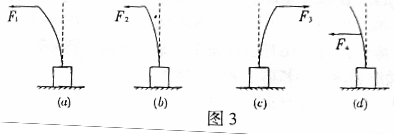 F₁ F₂ F₃ F₄
(a) (b) (c) (d)
图 3